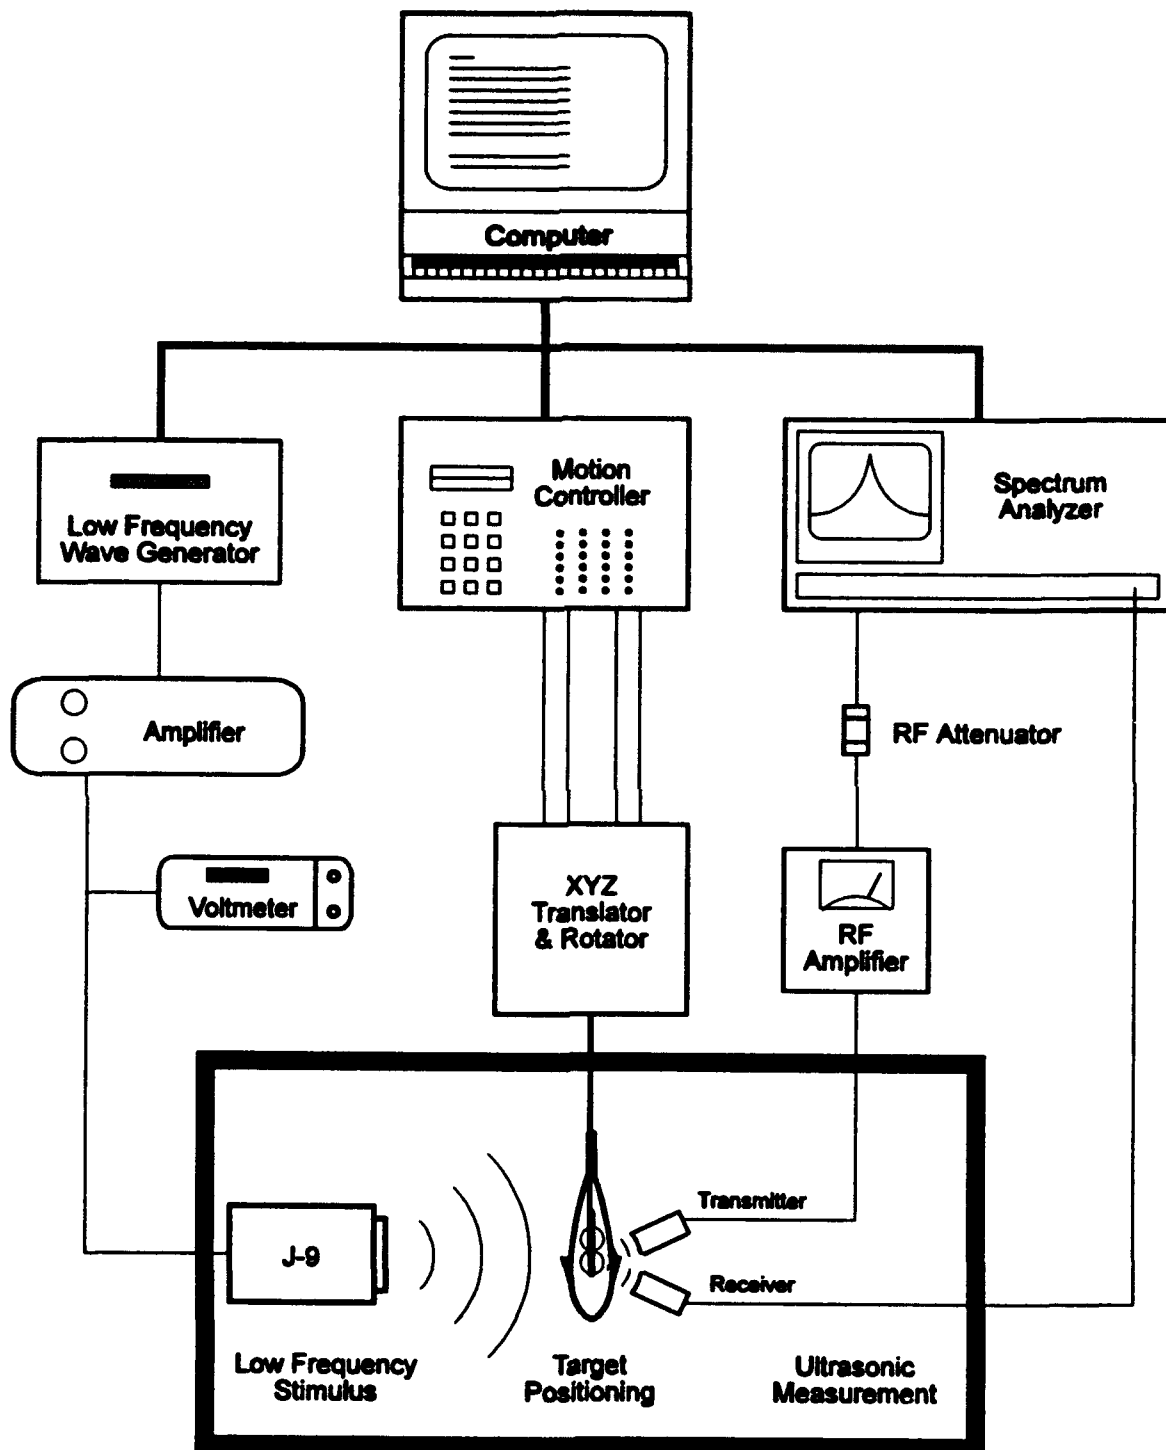 Computer
Low Frequency
Wave Generator
Motion
Controller
Spectrum
Analyzer
Amplifier
RF Attenuator
Voltmeter
XYZ
Translator
& Rotator
RF
Amplifier
Transmitter
J-9
Receiver
Low Frequency
Stimulus
Target
Positioning
Ultrasonic
Measurement